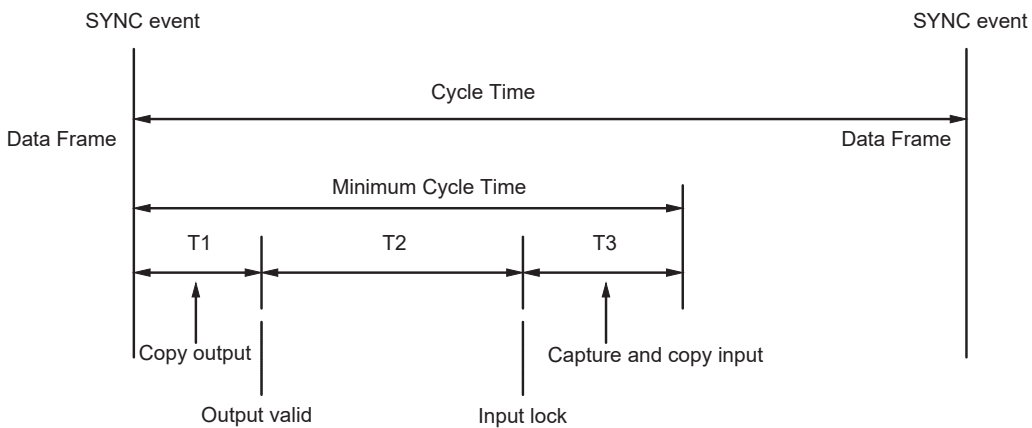 SYNC event
SYNC event
Cycle Time
Data Frame
Data Frame
Minimum Cycle Time
T1
T2
T3
Copy output
Capture and copy input
Output valid
Input lock